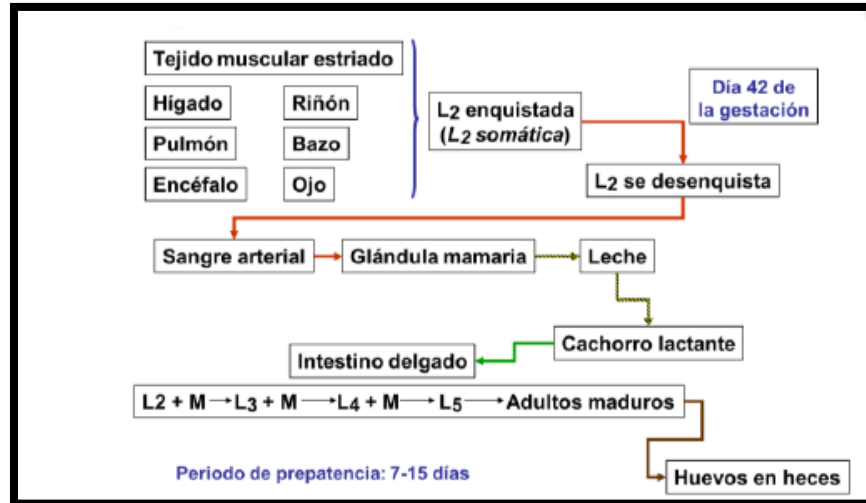 Tejido muscular estriado
Hígado
Riñón
Pulmón
Bazo
Encéfalo
Ojo
L2 enquistada
(L2 somática)
Día 42 de
la gestación
L2 se desenquista
Sangre arterial
Glándula mamaria
Leche
Cachorro lactante
Intestino delgado
L2 + M → L3 + M → L4 + M → L5 → Adultos maduros
Periodo de prepatencia: 7-15 días
Huevos en heces